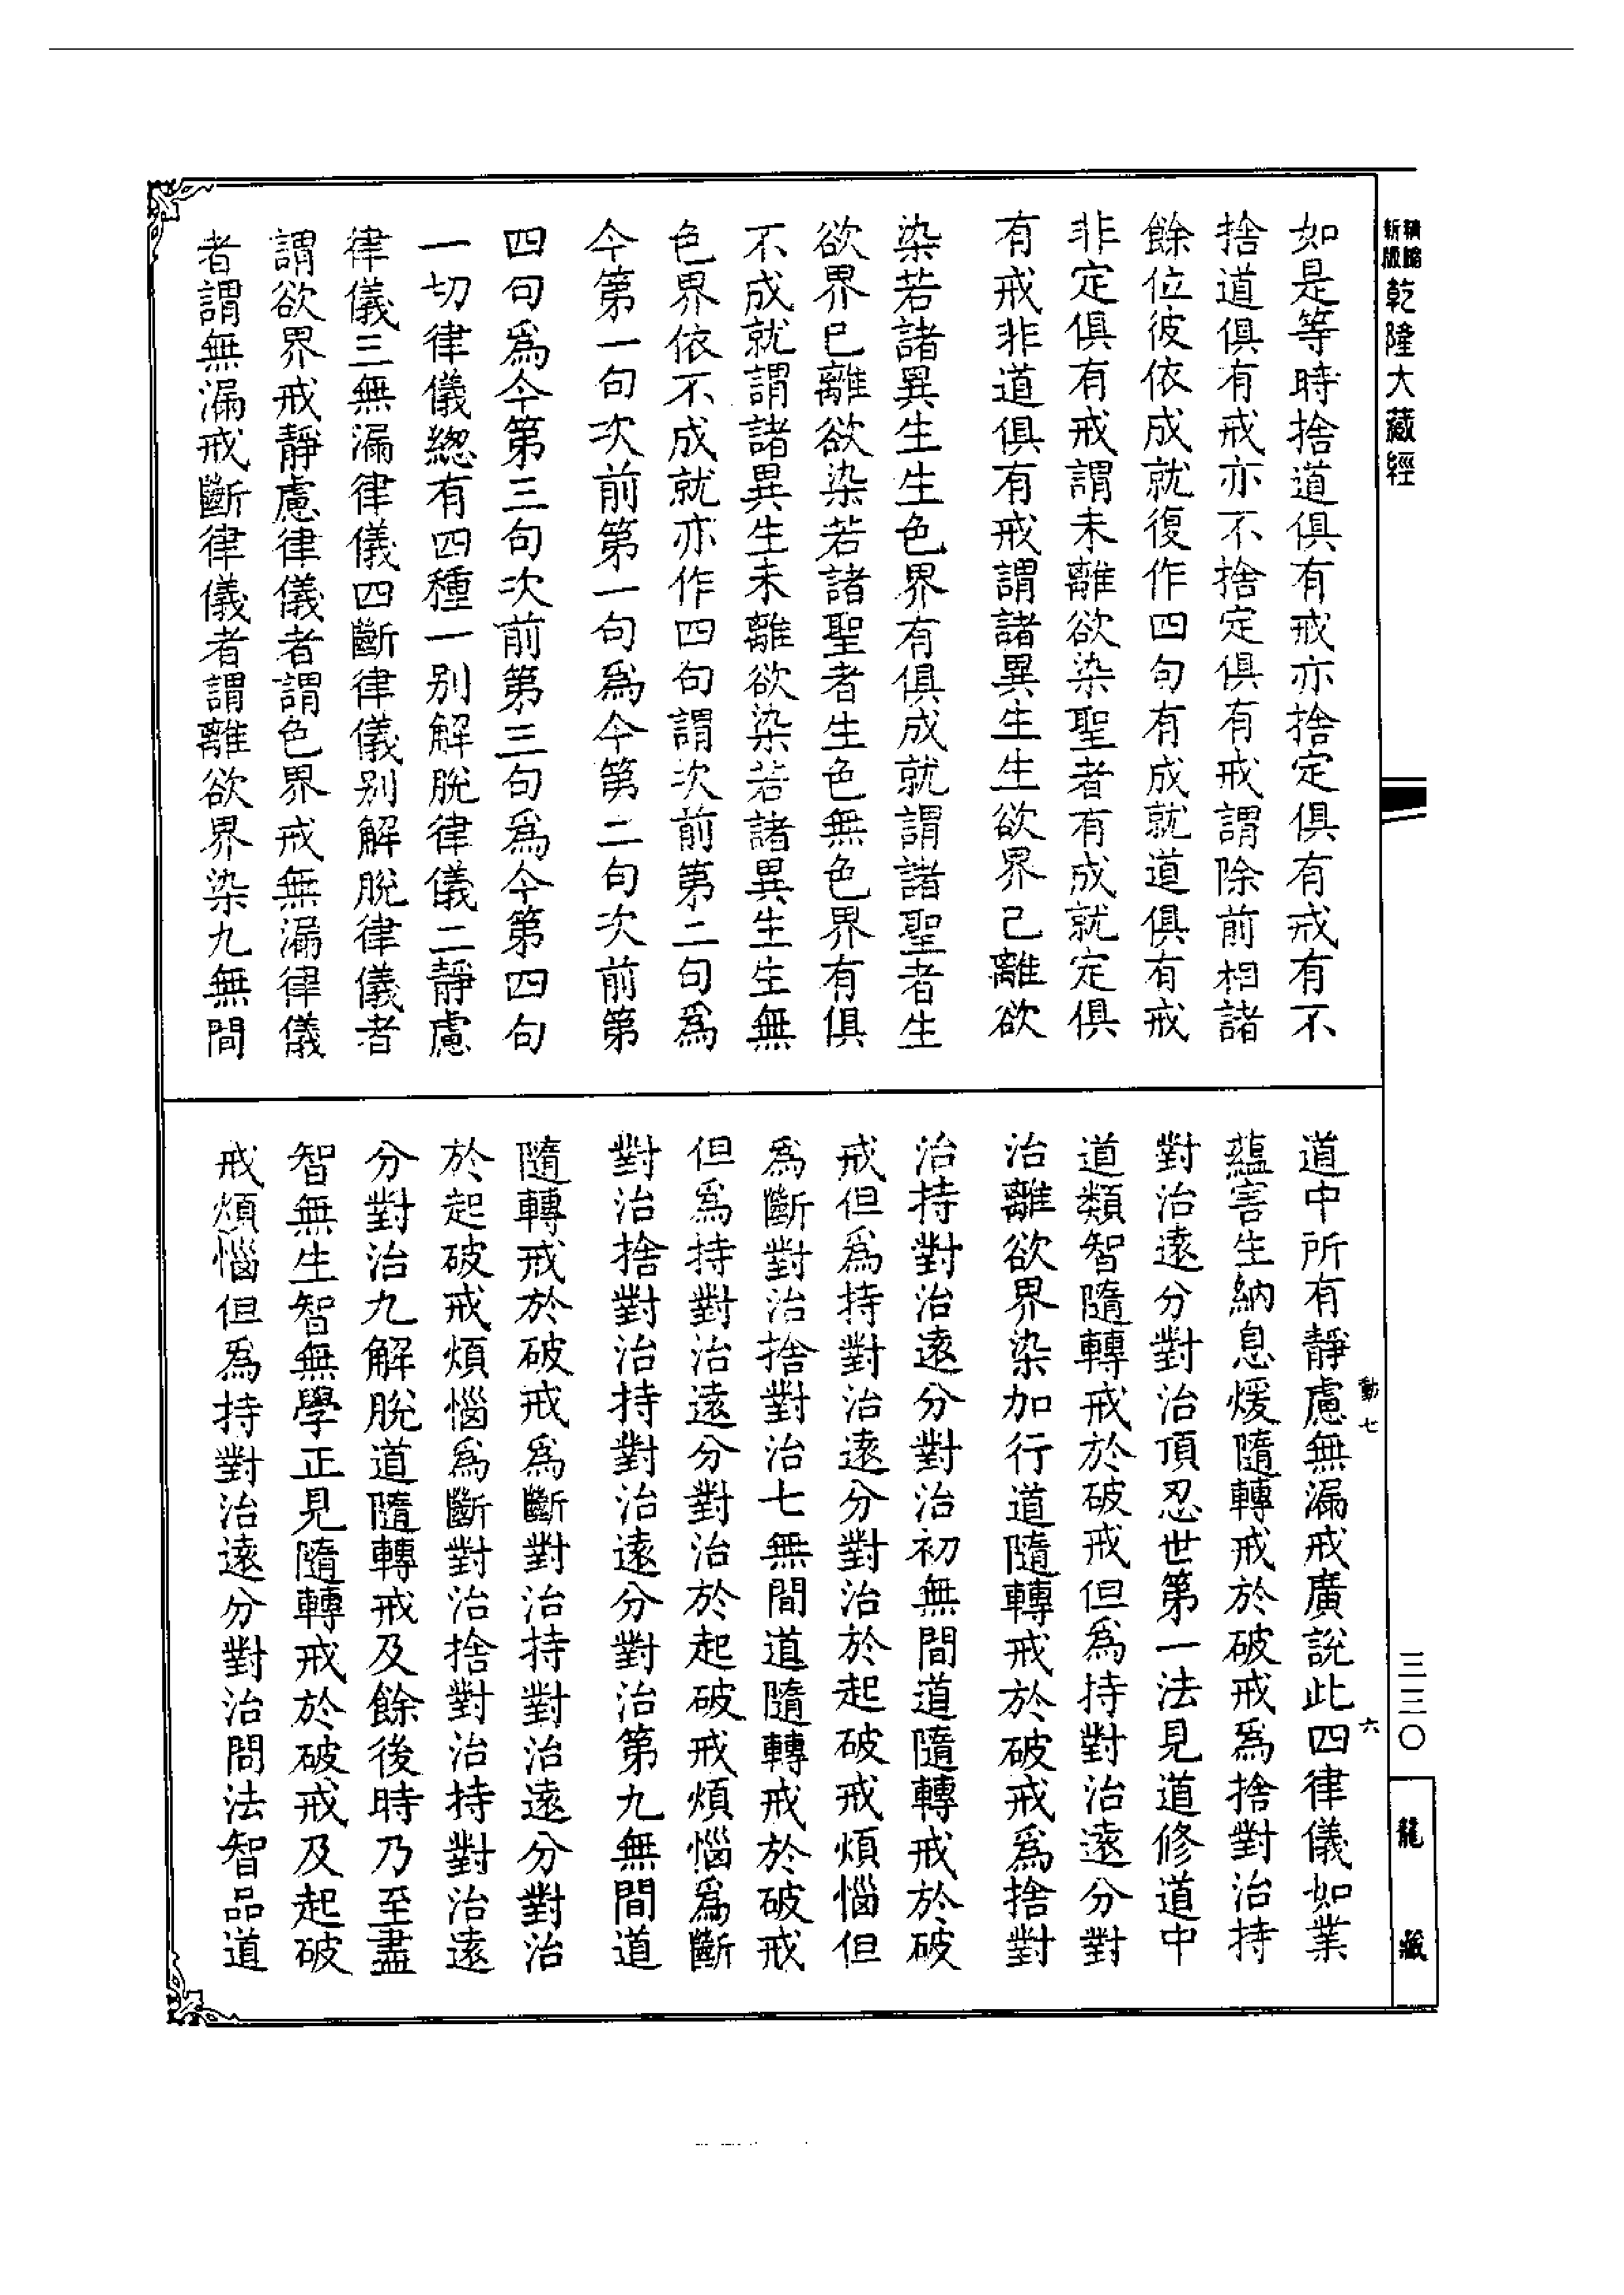 新版
精縮
乾隆大藏經
如是等時捨道俱有戒亦捨定俱有戒有不
捨道俱有戒亦不捨定俱有戒謂除前相諸
餘位彼依成就復作四句有成就道俱有戒
非定俱有戒謂未離欲染聖者有成就定俱
有戒非道俱有戒謂諸異生生欲界已離欲
染若諸異生生色界有俱成就謂諸聖者生
欲界已離欲染若諸聖者生色無色界有俱
不成就謂諸異生未離欲染若諸異生生無
色界依不成就亦作四句謂次前第二句爲
今第一句次前第一句爲今第二句次前第
四句爲今第三句次前第三句爲今第四句
一切律儀緫有四種一別解脫律儀二靜慮
律儀三無漏律儀四斷律儀別解脫律儀者
謂欲界戒靜慮律儀者謂色界戒無漏律儀
者謂無漏戒斷律儀者謂離欲界染九無間
道中所有靜慮無漏戒廣說此四律儀如業
蘊害生納息煖隨轉戒於破戒爲捨對治持
對治遠分對治頂忍世第一法見道修道中
道類智隨轉戒於破戒但爲持對治遠分對
治離欲界染加行道隨轉戒於破戒爲捨對
治持對治遠分對治初無間道隨轉戒於破
戒但爲持對治遠分對治於起破戒煩惱但
爲斷對治捨對治七無間道隨轉戒於破戒
但爲持對治遠分對治於起破戒煩惱爲斷
對治捨對治持對治遠分對治第九無間道
隨轉戒於破戒爲斷對治持對治遠分對治
於起破戒煩惱爲斷對治捨對治持對治遠
分對治九解脫道隨轉戒及餘後時乃至盡
智無生智無學正見隨轉戒於破戒及起破
戒煩惱但爲持對治遠分對治問法智品道
動七
六
三三〇
龍藏